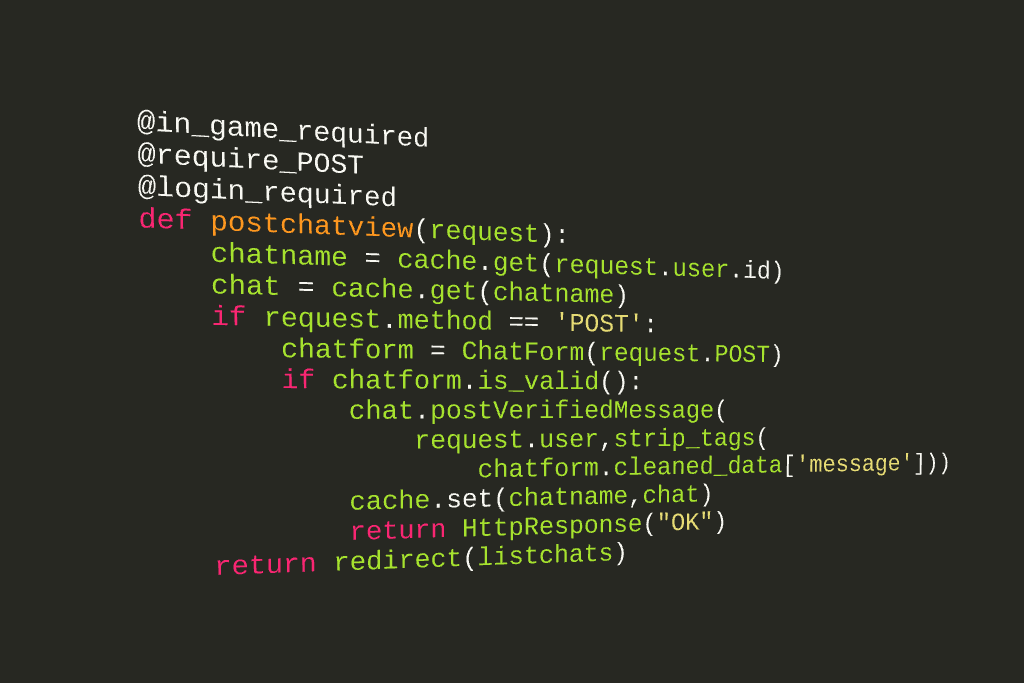 @in_game_required
@require_POST
@login_required
def postchatview(request):
    chatname = cache.get(request.user.id)
    chat = cache.get(chatname)
    if request.method == 'POST':
        chatform = ChatForm(request.POST)
        if chatform.is_valid():
            chat.postVerifiedMessage(
                request.user,strip_tags(
                    chatform.cleaned_data['message']))
            cache.set(chatname,chat)
            return HttpResponse("OK")
    return redirect(listchats)